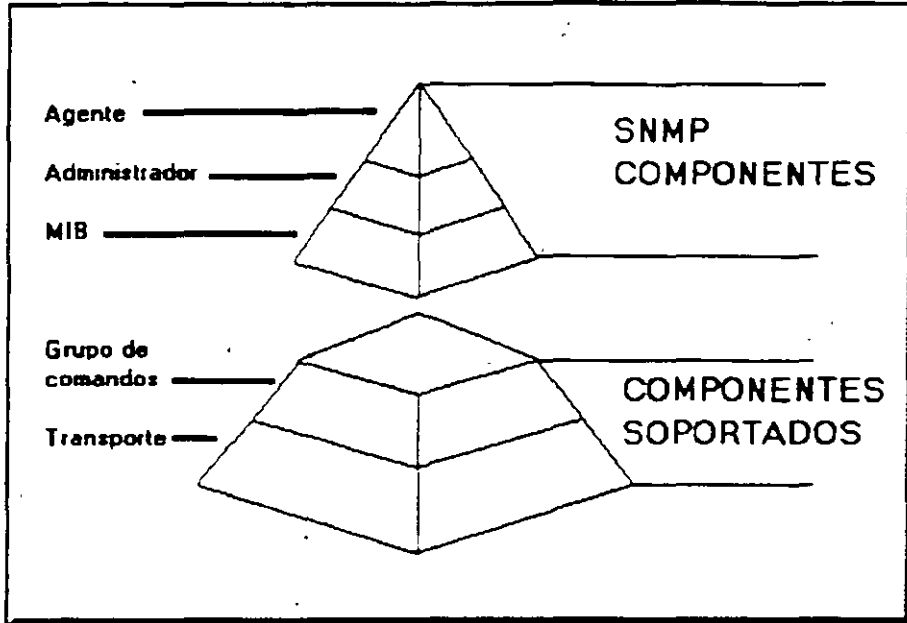 Agente
Administrador
MIB
SNMP
COMPONENTES
Grupo de
comandos
Transporte
COMPONENTES
SOPORTADOS